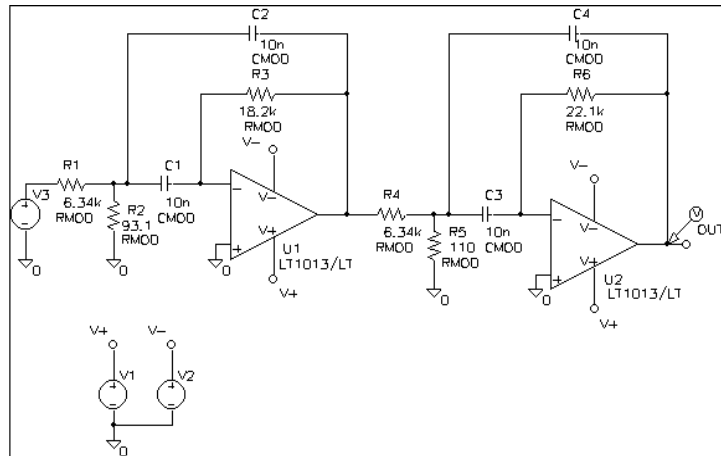 C2
10n
CMOD
R3
18.2k
RMOD
V-
R1
6.34k
RMOD
C1
10n
CMOD
V3
R2
93.1
RMOD
0
0
0
V-
V+
U1
LT1013/LT
V+
C4
10n
CMOD
R6
22.1k
RMOD
V-
R4
6.34k
RMOD
C3
10n
CMOD
R5
110
RMOD
0
0
V-
V+
U2
LT1013/LT
V+
V
OUT
V+
V-
V1
V2
0